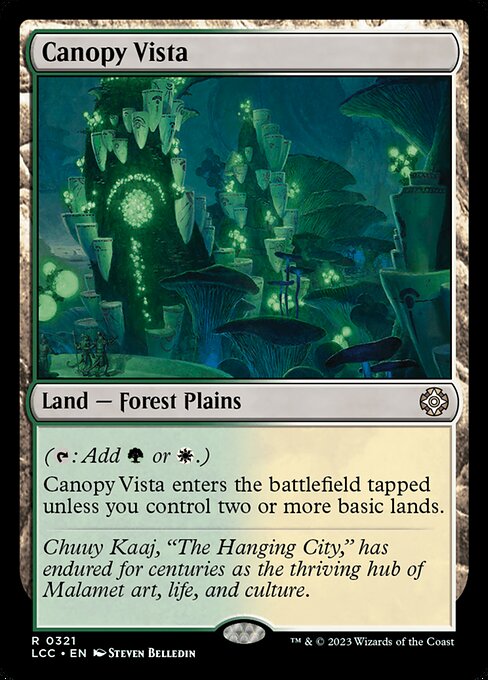 Canopy Vista
Land — Forest Plains
(: Add or .)
Canopy Vista enters the battlefield tapped
unless you control two or more basic lands.
Chuuy Kaaj, “The Hanging City,” has
endured for centuries as the thriving hub of
Malamet art, life, and culture.
R 0321
LCC • EN Steven Belledin
™ & © 2023 Wizards of the Coast